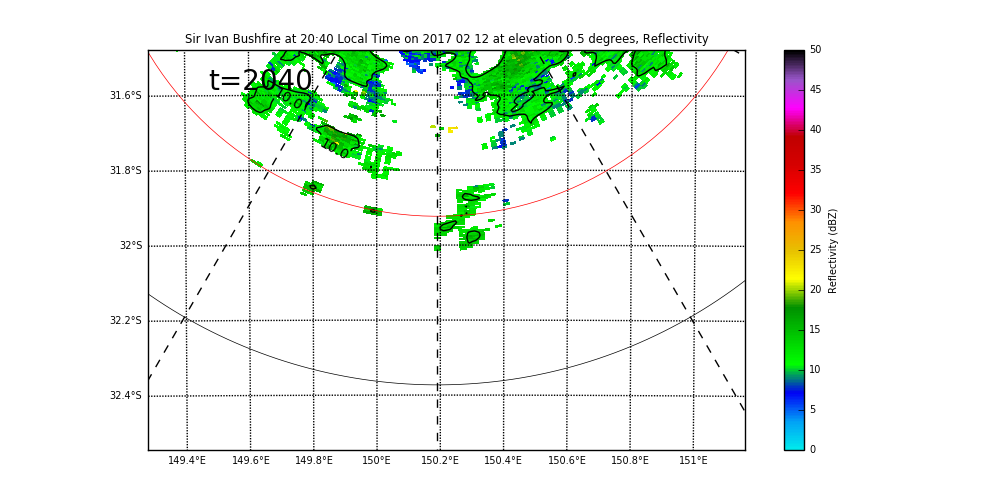 Sir Ivan Bushfire at 20:40 Local Time on 2017 02 12 at elevation 0.5 degrees, Reflectivity
t=2040
10.0
10.0
31.6°S
31.8°S
32°S
32.2°S
32.4°S
149.4°E 149.6°E 149.8°E 150°E 150.2°E 150.4°E 150.6°E 150.8°E 151°E
50
45
40
35
30
25
20
15
10
5
0
Reflectivity (dBZ)